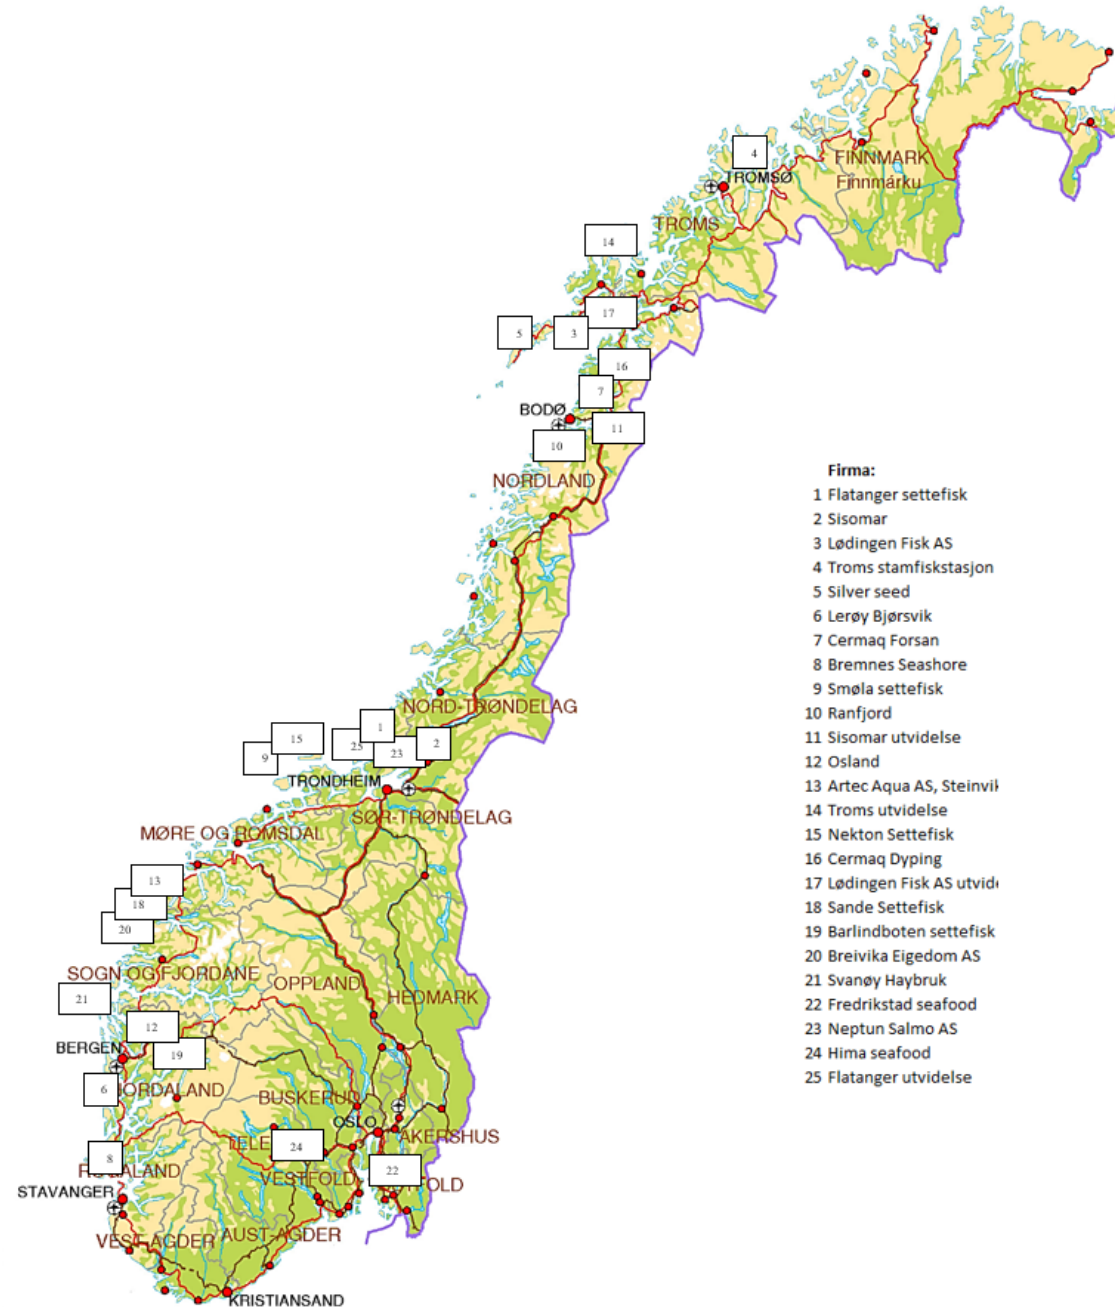 4
FINNMARK
Finnmárku
TROMSØ
TROMS
14
17
5
3
16
7
BODØ
11
10
NORDLAND
Firma:
1 Flatanger settefisk
2 Sisomar
3 Lødingen Fisk AS
4 Troms stamfiskstasjon
5 Silver seed
6 Lerøy Bjørsvik
7 Cermaq Forsan
8 Bremnes Seashore
9 Smøla settefisk
10 Ranfjord
11 Sisomar utvidelse
12 Osland
13 Artec Aqua AS, Steinvik
14 Troms utvidelse
15 Nekton Settefisk
16 Cermaq Dyping
17 Lødingen Fisk AS utvide
18 Sande Settefisk
19 Barlindboten settefisk
20 Breivika Eigedom AS
21 Svanøy Haybruk
22 Fredrikstad seafood
23 Neptun Salmo AS
24 Hima seafood
25 Flatanger utvidelse
NORD-TRØNDELAG
1
15
25
23
2
9
TRONDHEIM
SØR-TRØNDELAG
MØRE OG ROMSDAL
13
18
20
SOGN OG FJORDANE
OPPLAND
HEDMARK
21
12
BERGEN
19
6
ORDALAND
BUSKERUD
OSLO
AKERSHUS
TELE
24
8
R ALAND
VESTFOLD
22
FOLD
STAVANGER
VEST-AGDER
AUST-AGDER
KRISTIANSAND